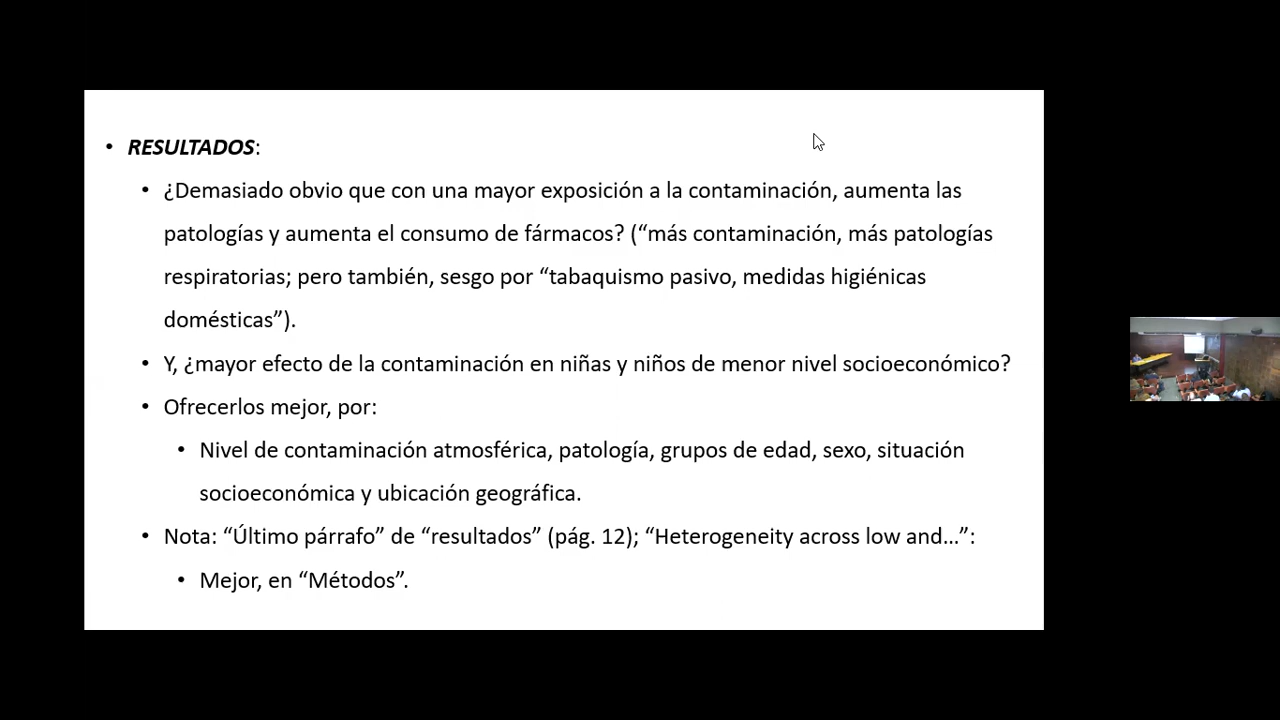 • RESULTADOS:
• ¿Demasiado obvio que con una mayor exposición a la contaminación, aumenta las
patologías y aumenta el consumo de fármacos? (“más contaminación, más patologías
respiratorias; pero también, sesgo por “tabaquismo pasivo, medidas higiénicas
domésticas”).
• Y, ¿mayor efecto de la contaminación en niñas y niños de menor nivel socioeconómico?
• Ofrecerlos mejor, por:
• Nivel de contaminación atmosférica, patología, grupos de edad, sexo, situación
socioeconómica y ubicación geográfica.
• Nota: “Último párrafo” de “resultados” (pág. 12); “Heterogeneity across low and…”:
• Mejor, en “Métodos”.